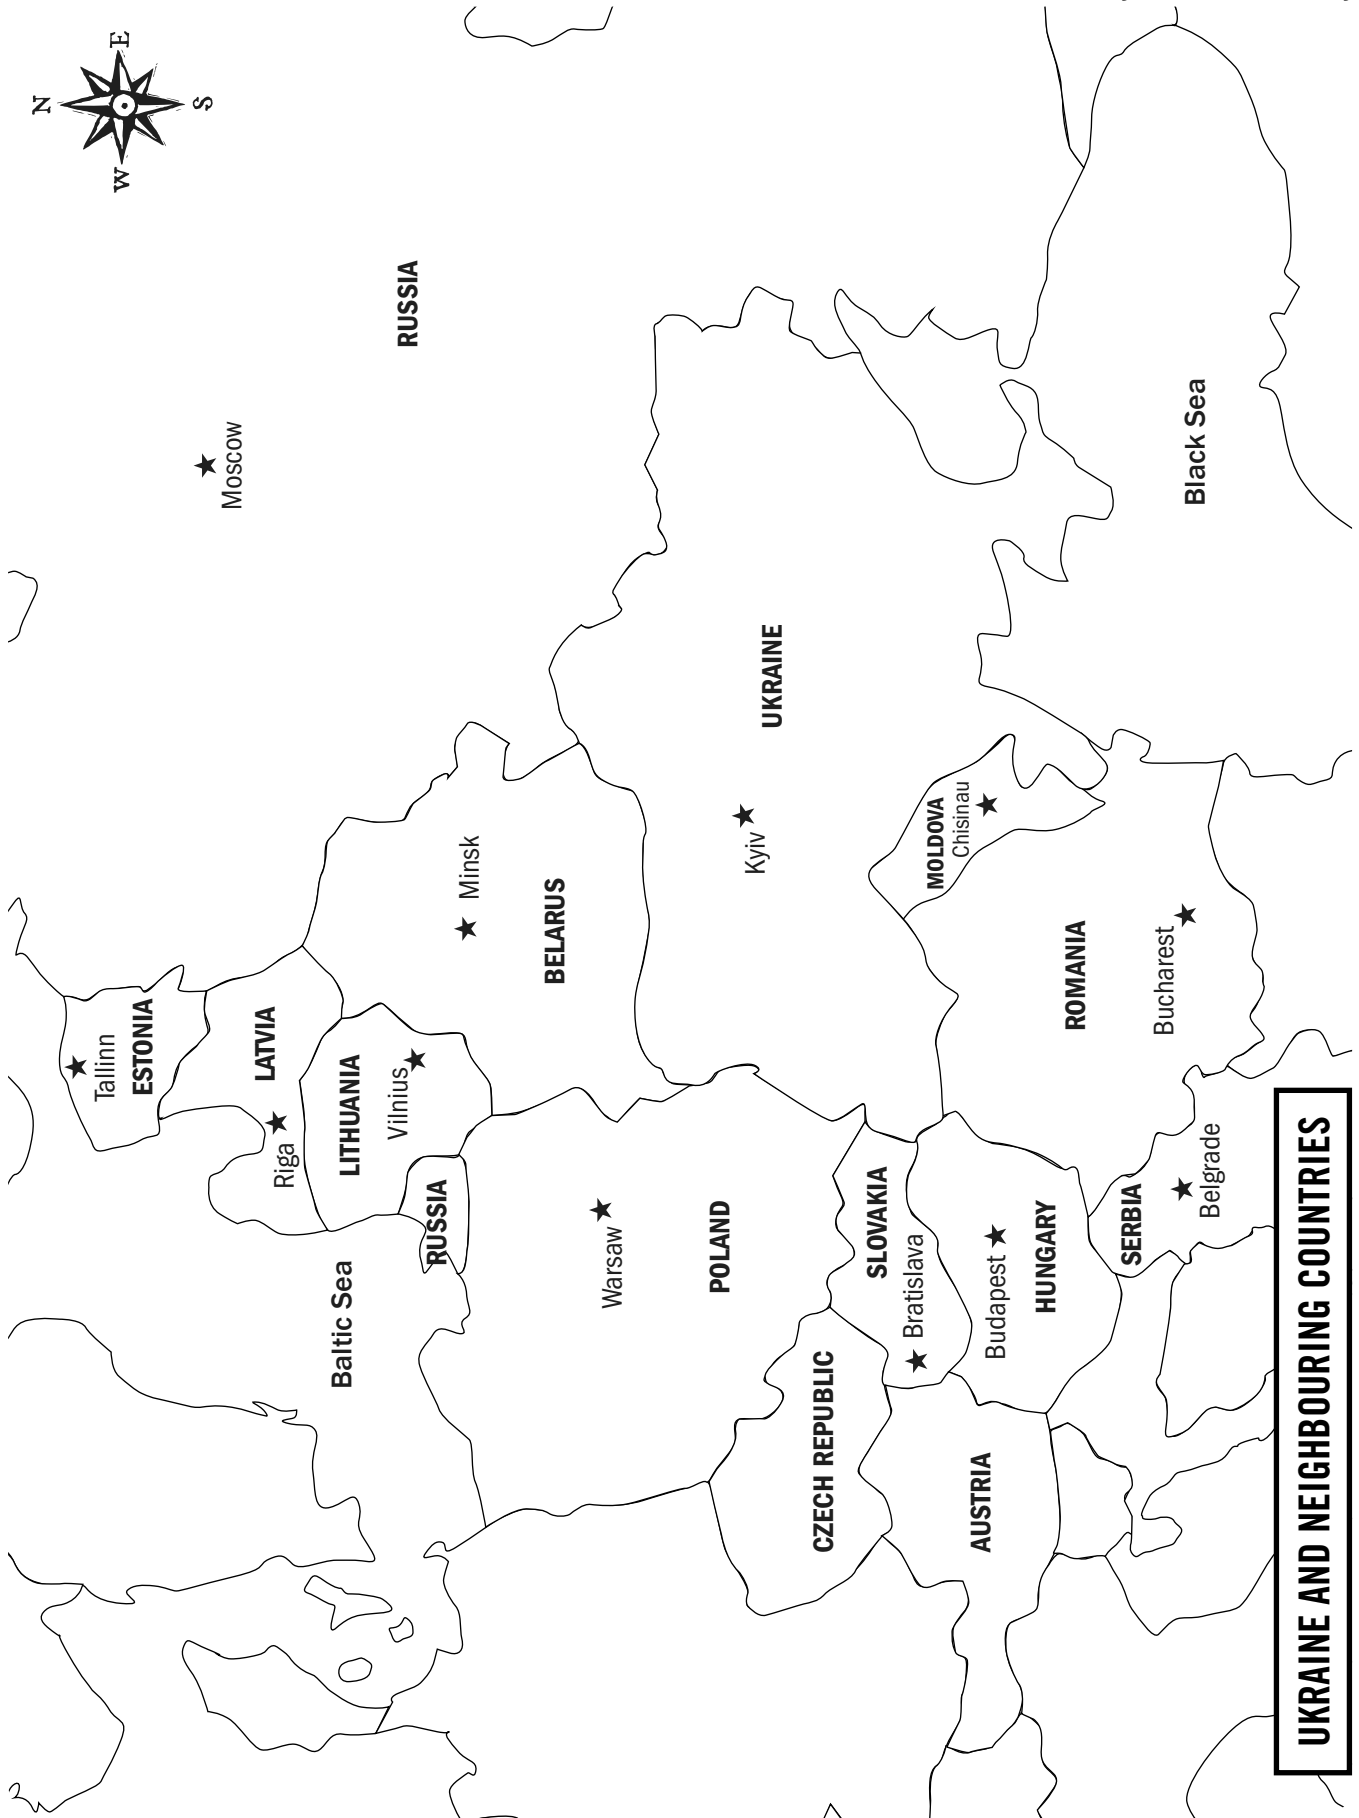 N
E
S
W
RUSSIA
Moscow
Tallinn
ESTONIA
LATVIA
Riga
LITHUANIA
Vilnius
RUSSIA
Baltic Sea
Minsk
BELARUS
Warsaw
POLAND
UKRAINE
Kyiv
MOLDOVA
Chisinau
CZECH REPUBLIC
SLOVAKIA
Bratislava
AUSTRIA
Budapest
HUNGARY
ROMANIA
Bucharest
SERBIA
Belgrade
Black Sea
UKRAINE AND NEIGHBOURING COUNTRIES